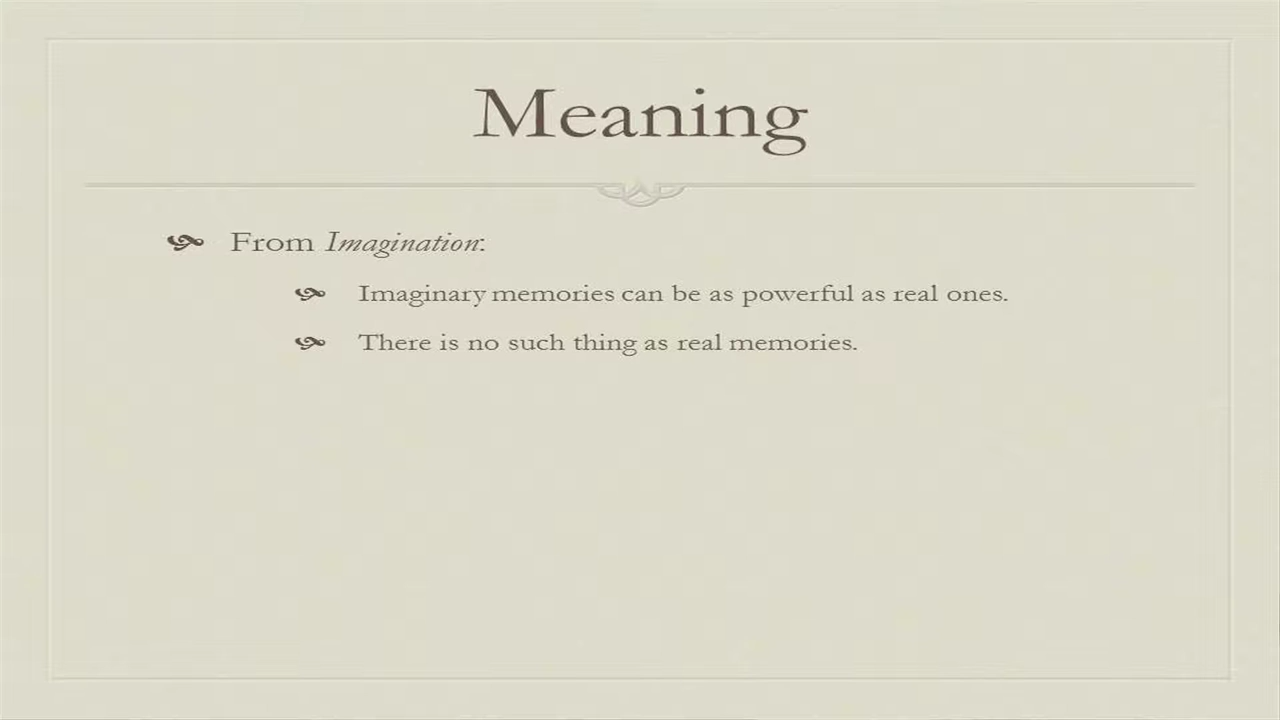 Meaning
From Imagination:
Imaginary memories can be as powerful as real ones.
There is no such thing as real memories.